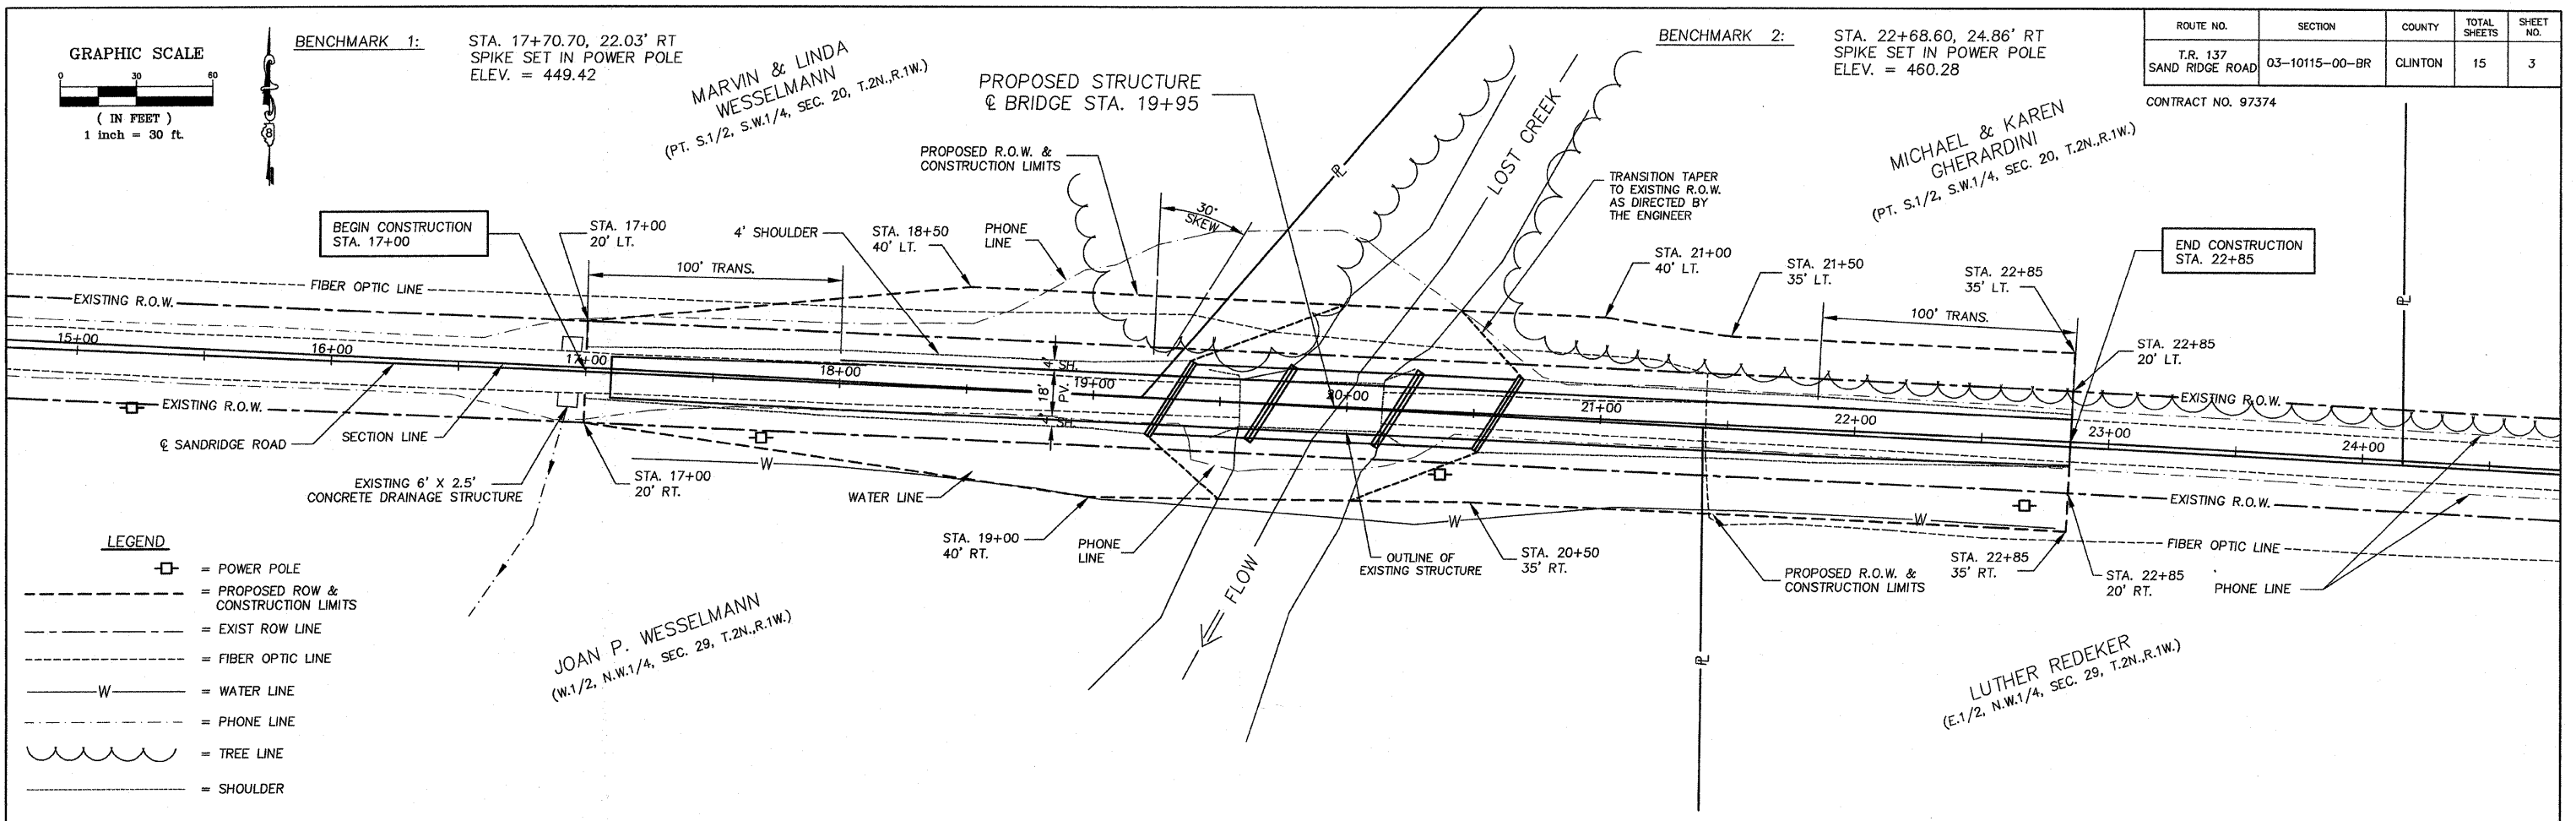 GRAPHIC SCALE
0 30 60
( IN FEET )
1 inch = 30 ft.
8
BENCHMARK 1:
STA. 17+70.70, 22.03' RT
SPIKE SET IN POWER POLE
ELEV. = 449.42
MARVIN & LINDA
WESSELMANN
(PT. S.1/2, S.W.1/4, SEC. 20, T.2N.,R.1W.)
PROPOSED STRUCTURE
℄ BRIDGE STA. 19+95
BENCHMARK 2:
STA. 22+68.60, 24.86' RT
SPIKE SET IN POWER POLE
ELEV. = 460.28
ROUTE NO. SECTION COUNTY TOTAL SHEETS SHEET NO.
T.R. 137
SAND RIDGE ROAD 03-10115-00-BR CLINTON 15 3
CONTRACT NO. 97374
MICHAEL & KAREN
GHERARDINI
(PT. S.1/2, S.W.1/4, SEC. 20, T.2N.,R.1W.)
PROPOSED R.O.W. &
CONSTRUCTION LIMITS
LOST CREEK
TRANSITION TAPER
TO EXISTING R.O.W.
AS DIRECTED BY
THE ENGINEER
30°
SKEW
℄
BEGIN CONSTRUCTION
STA. 17+00
STA. 17+00
20' LT.
4' SHOULDER
STA. 18+50
40' LT.
PHONE
LINE
STA. 21+00
40' LT.
STA. 21+50
35' LT.
STA. 22+85
35' LT.
END CONSTRUCTION
STA. 22+85
100' TRANS.
100' TRANS.
FIBER OPTIC LINE
EXISTING R.O.W.
STA. 22+85
20' LT.
15+00
16+00
17+00
18+00
19+00
20+00
21+00
22+00
23+00
24+00
4' SH.
18' PV.
4' SH.
EXISTING R.O.W.
EXISTING R.O.W.
℄ SANDRIDGE ROAD
SECTION LINE
EXISTING 6' X 2.5'
CONCRETE DRAINAGE STRUCTURE
STA. 17+00
20' RT.
W
WATER LINE
STA. 19+00
40' RT.
PHONE
LINE
FLOW
OUTLINE OF
EXISTING STRUCTURE
W
STA. 20+50
35' RT.
PROPOSED R.O.W. &
CONSTRUCTION LIMITS
W
STA. 22+85
35' RT.
STA. 22+85
20' RT.
EXISTING R.O.W.
FIBER OPTIC LINE
PHONE LINE
LEGEND
= POWER POLE
= PROPOSED ROW &
CONSTRUCTION LIMITS
= EXIST ROW LINE
= FIBER OPTIC LINE
W = WATER LINE
= PHONE LINE
= TREE LINE
= SHOULDER
JOAN P. WESSELMANN
(W.1/2, N.W.1/4, SEC. 29, T.2N.,R.1W.)
LUTHER REDEKER
(E.1/2, N.W.1/4, SEC. 29, T.2N.,R.1W.)